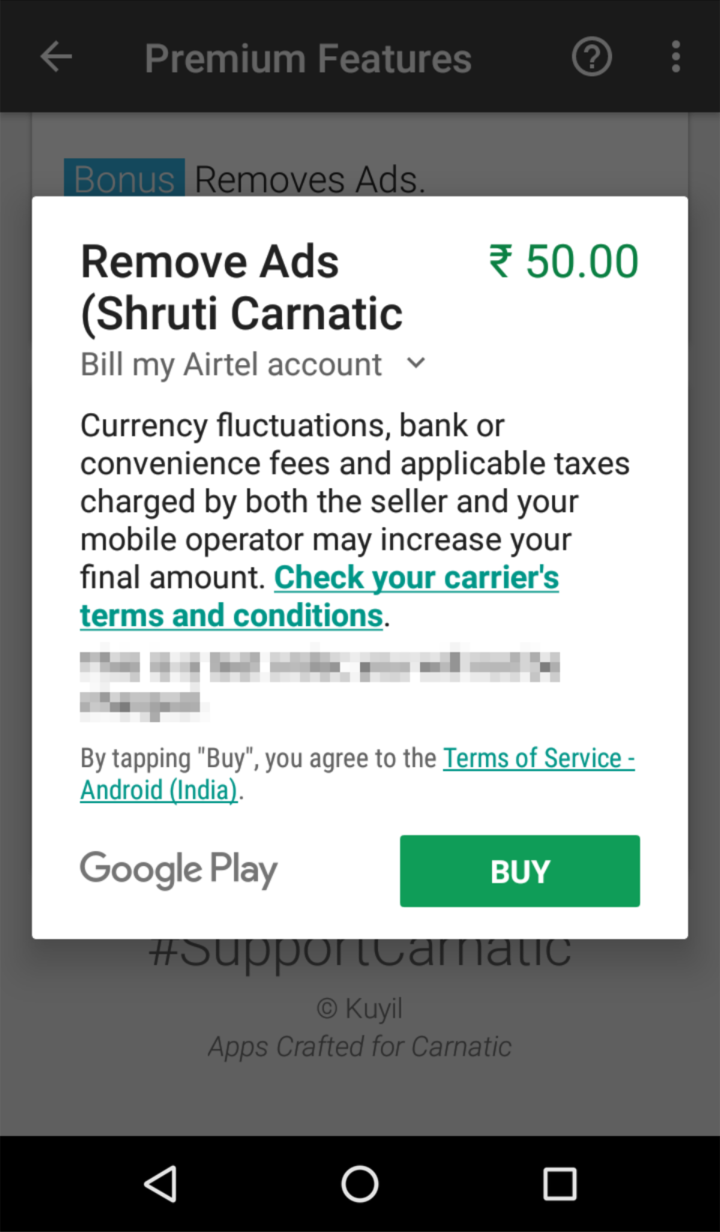 Premium Features
Bonus Removes Ads.
Remove Ads ₹ 50.00
(Shruti Carnatic
Bill my Airtel account
Currency fluctuations, bank or
convenience fees and applicable taxes
charged by both the seller and your
mobile operator may increase your
final amount. Check your carrier's
terms and conditions.
By tapping "Buy", you agree to the Terms of Service -
Android (India).
Google Play BUY
#SupportCarnatic
© Kuyil
Apps Crafted for Carnatic